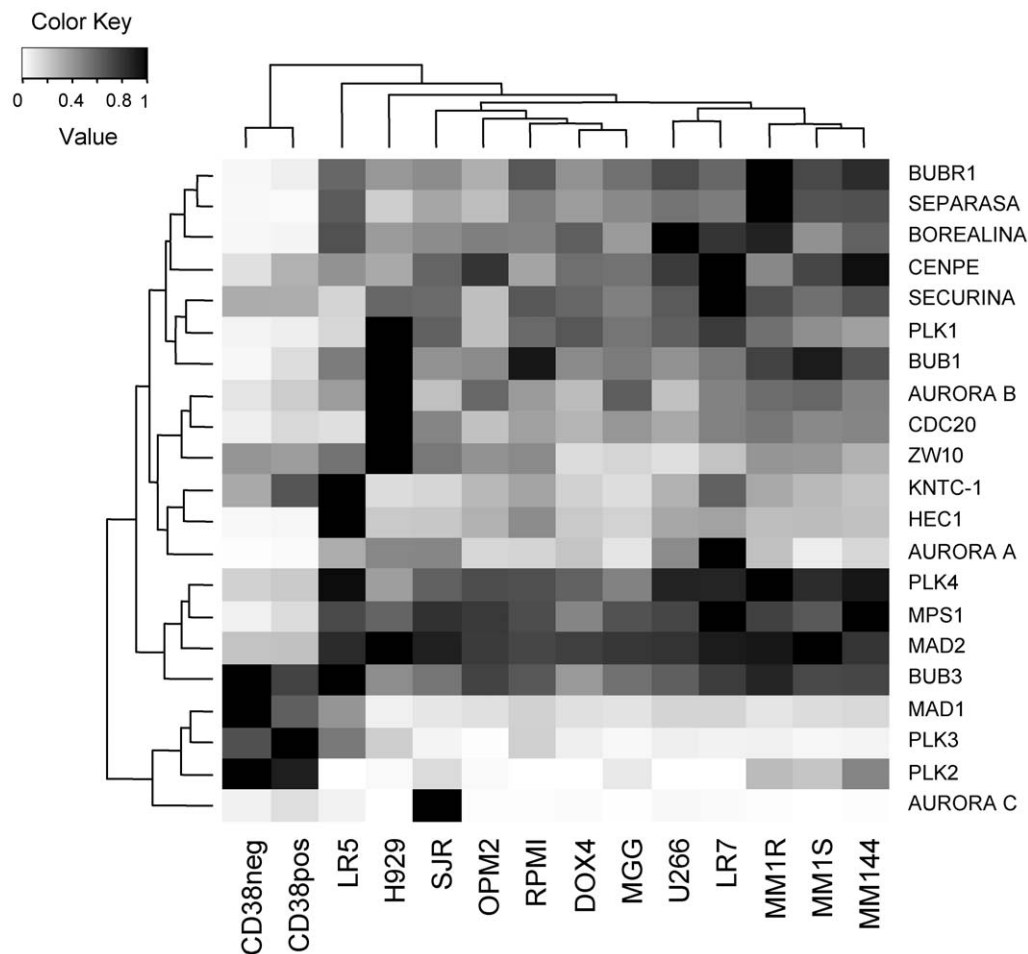 Color Key
0 0.4 0.8 1
Value
BUBR1
SEPARASA
BOREALINA
CENPE
SECURINA
PLK1
BUB1
AURORA B
CDC20
ZW10
KNTC-1
HEC1
AURORA A
PLK4
MPS1
MAD2
BUB3
MAD1
PLK3
PLK2
AURORA C
CD38neg
CD38pos
LR5
H929
SJR
OPM2
RPMI
DOX4
MGG
U266
LR7
MM1R
MM1S
MM144